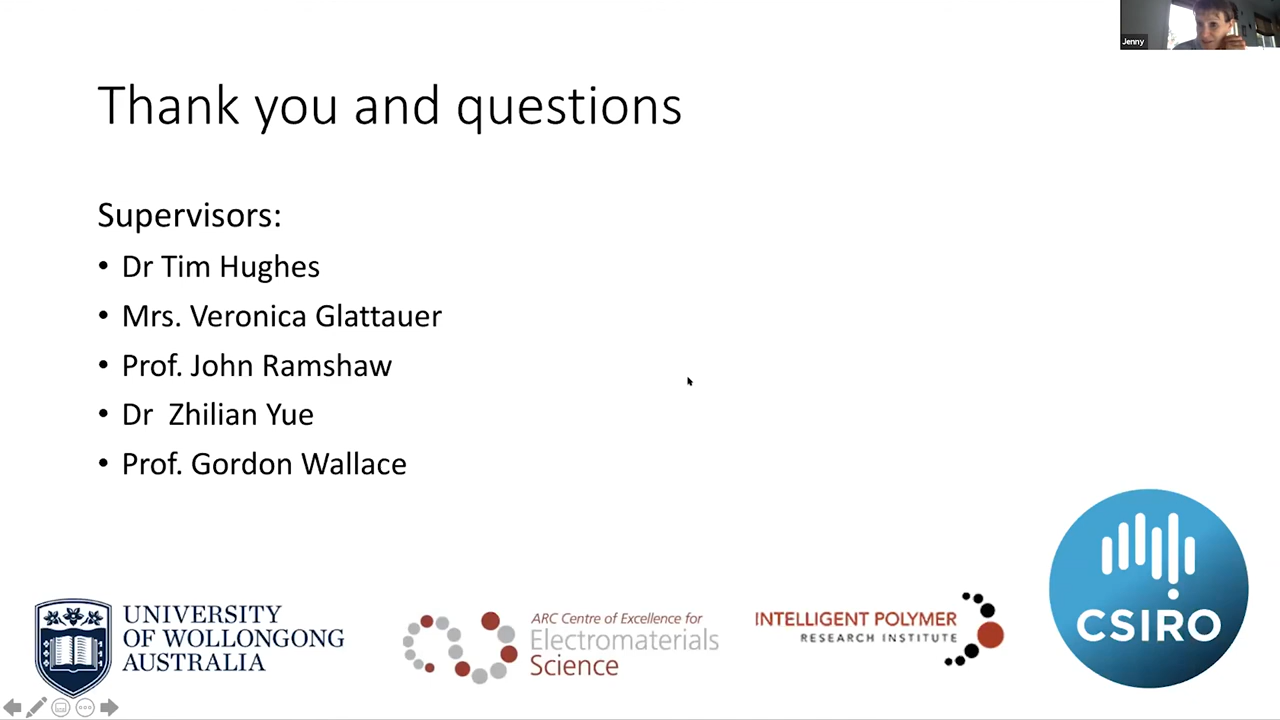 Jenny
Thank you and questions
Supervisors:
• Dr Tim Hughes
• Mrs. Veronica Glattauer
• Prof. John Ramshaw
• Dr  Zhilian Yue
• Prof. Gordon Wallace
UNIVERSITY
OF WOLLONGONG
AUSTRALIA
ARC Centre of Excellence for
Electromaterials
Science
INTELLIGENT POLYMER
RESEARCH INSTITUTE
CSIRO